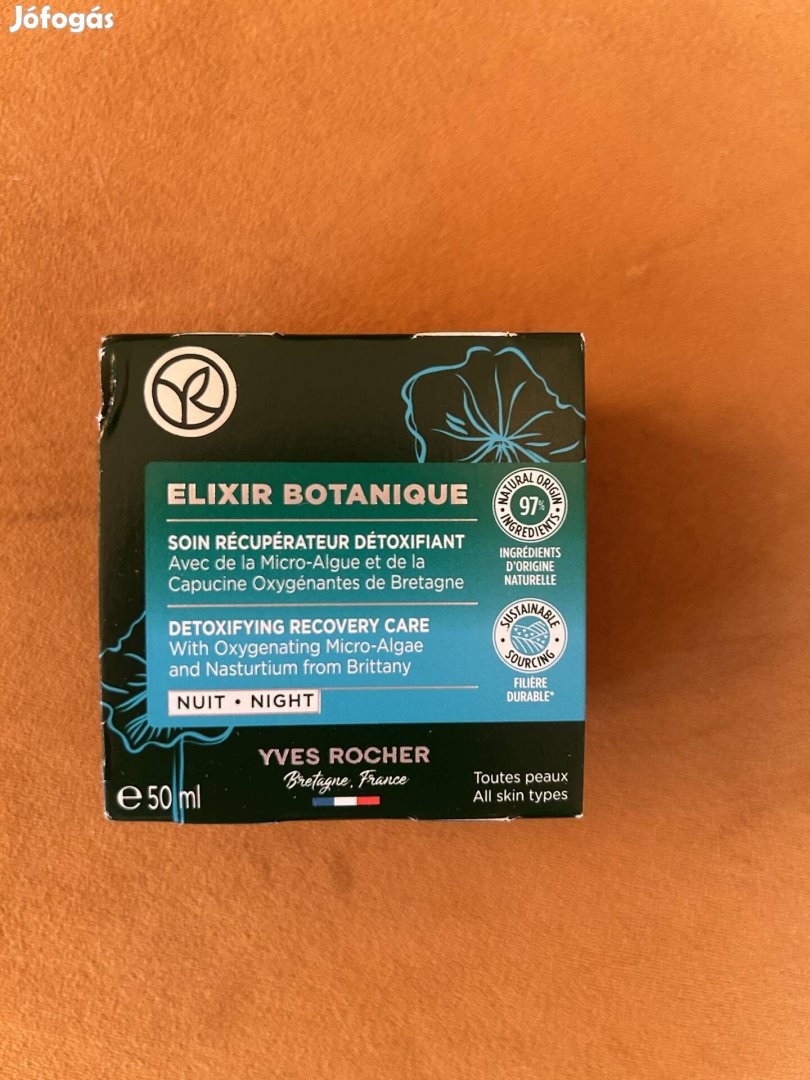 Jófogás
ELIXIR BOTANIQUE
SOIN RÉCUPÉRATEUR DÉTOXIFIANT
Avec de la Micro-Algue et de la
Capucine Oxygénantes de Bretagne
DETOXIFYING RECOVERY CARE
With Oxygenating Micro-Algae
and Nasturtium from Brittany
NUIT • NIGHT
NATURAL ORIGIN
97%
INGREDIENTS
INGRÉDIENTS
D'ORIGINE
NATURELLE
SUSTAINABLE
SOURCING
FILIÈRE
DURABLE*
YVES ROCHER
Bretagne, France
℮ 50 ml
Toutes peaux
All skin types